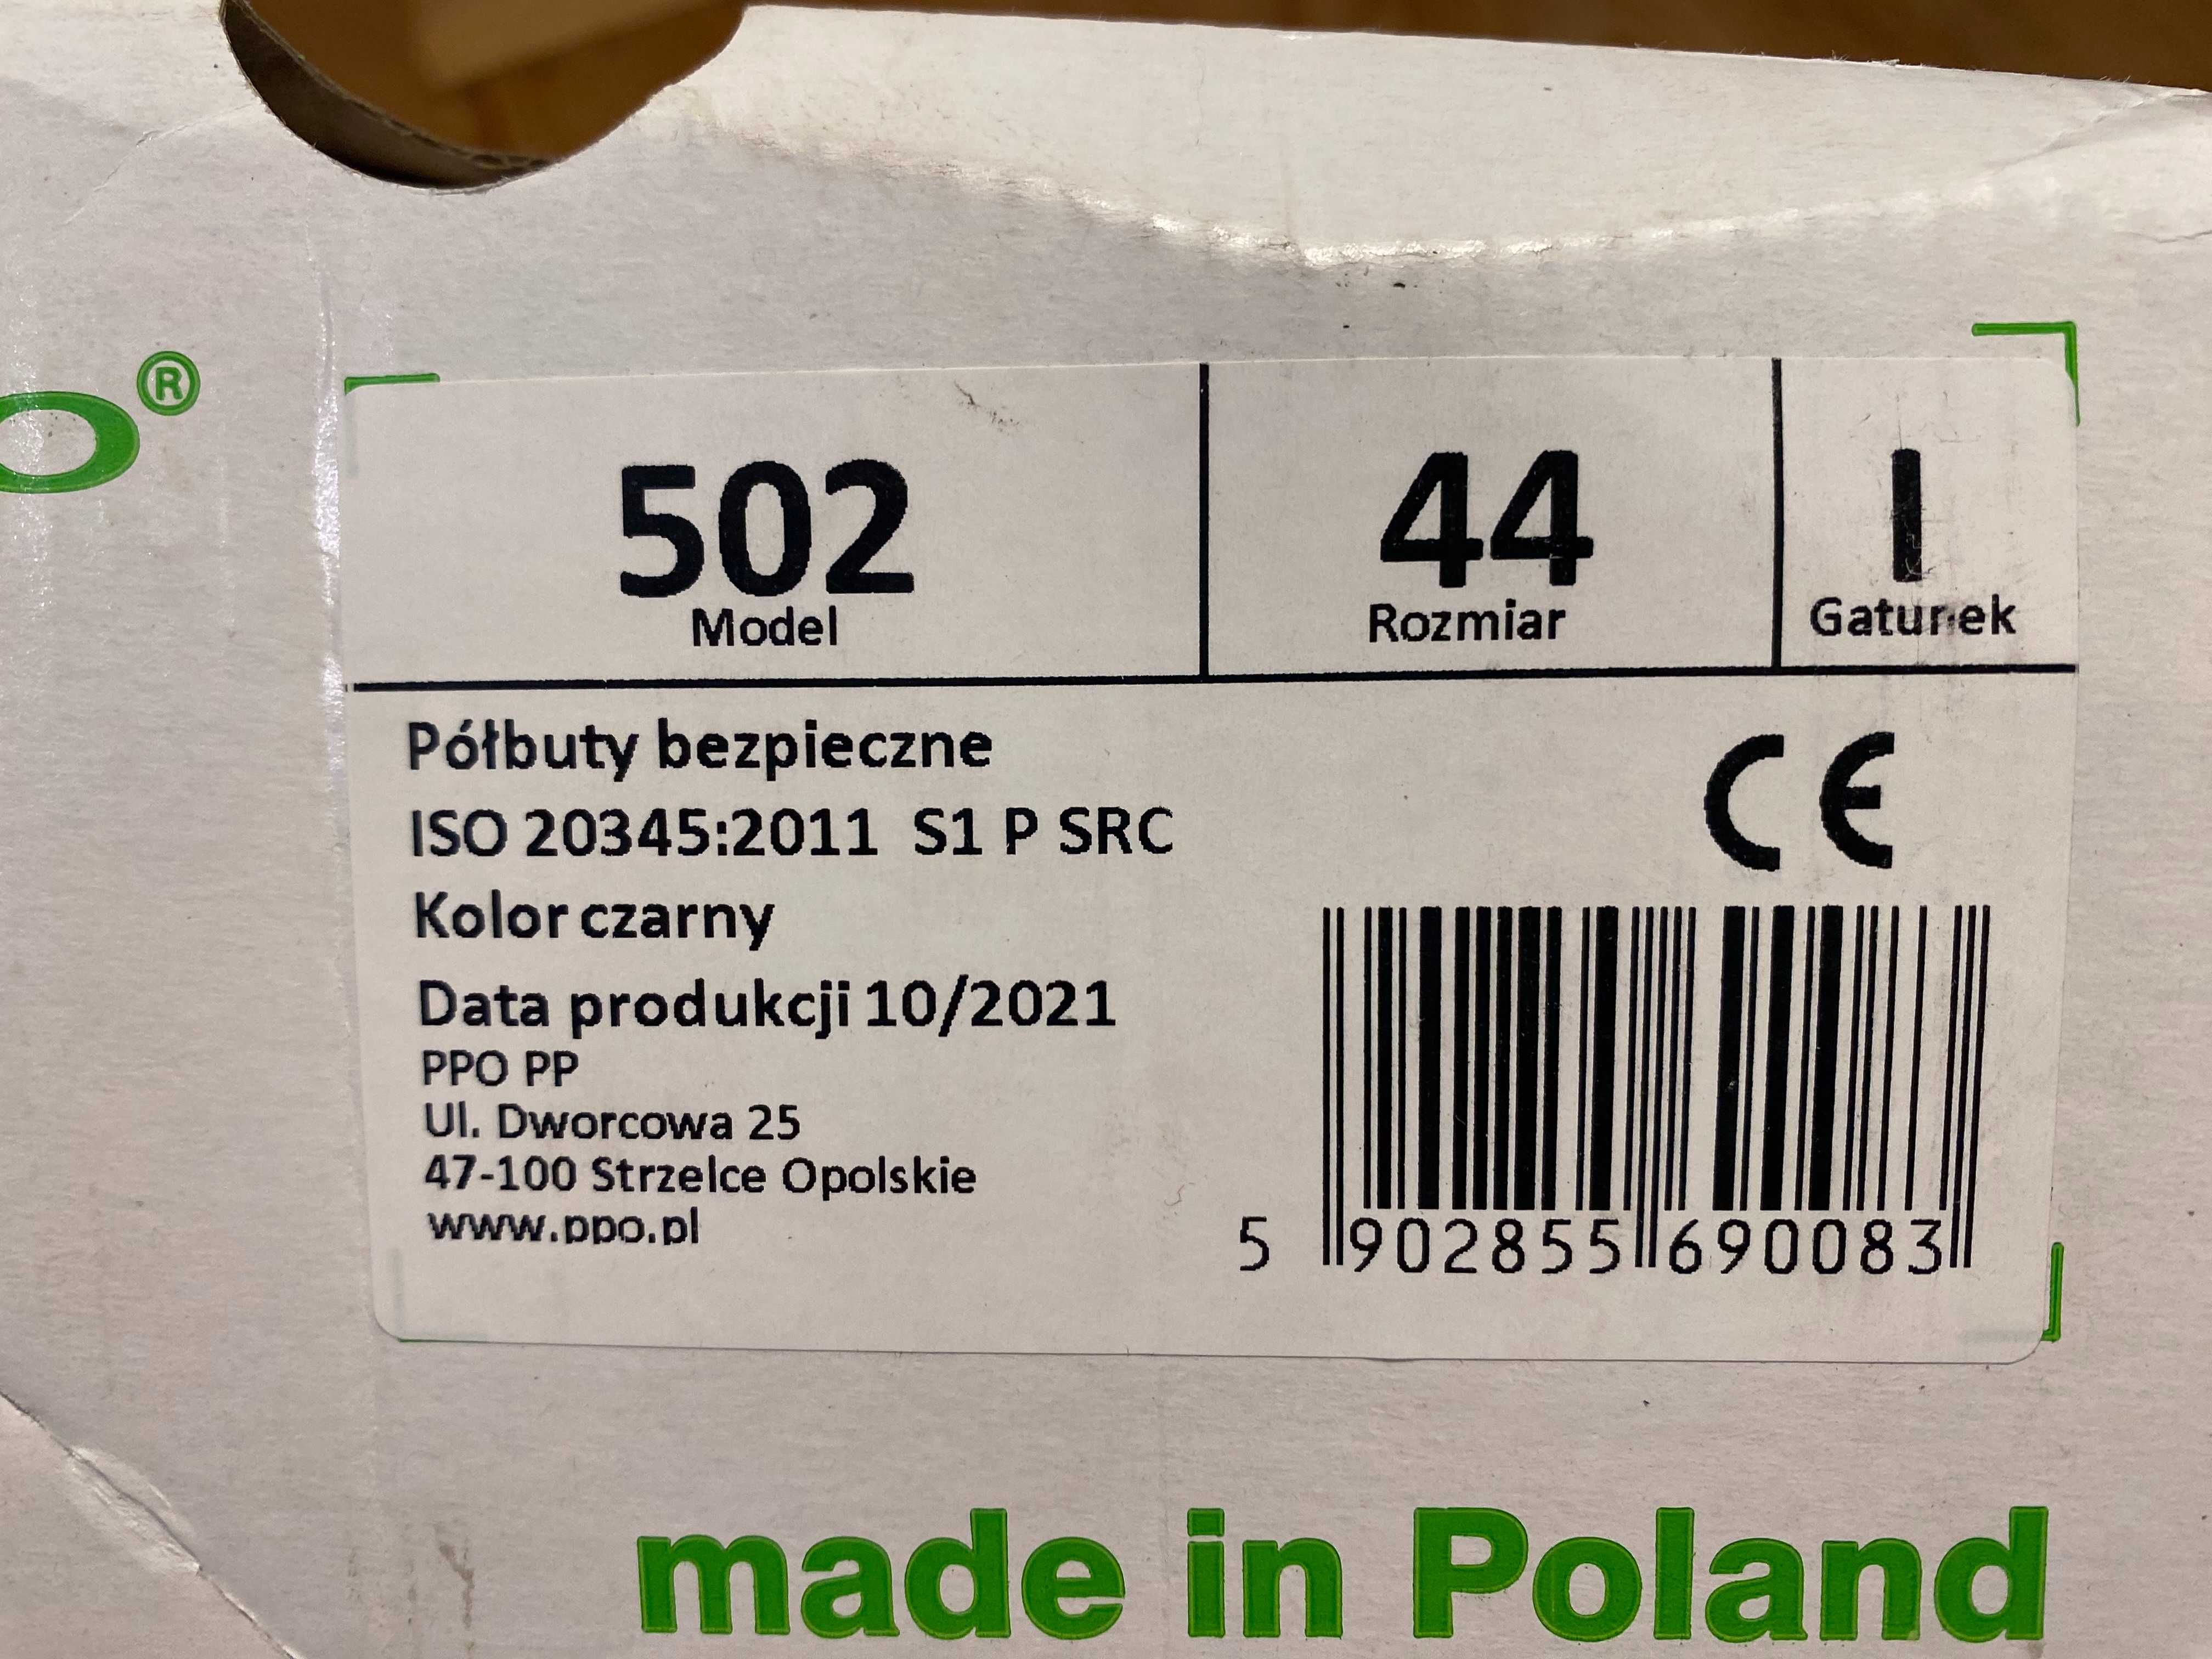 O®
502 44 I
Model Rozmiar Gatunek
Półbuty bezpieczne
ISO 20345:2011 S1 P SRC
Kolor czarny
Data produkcji 10/2021
PPO PP
Ul. Dworcowa 25
47-100 Strzelce Opolskie
www.ppo.pl
CE
5 902855 690083
made in Poland